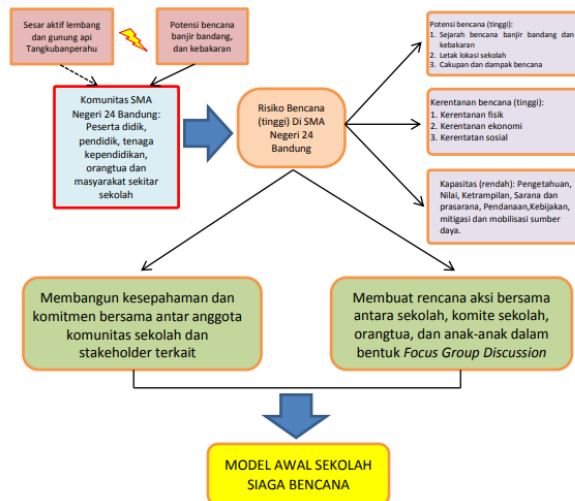 Sesar aktif lembang
dan gunung api
Tangkubanperahu
Potensi bencana
banjir bandang,
dan kebakaran
Komunitas SMA
Negeri 24 Bandung:
Peserta didik,
pendidik, tenaga
kependidikan,
orangtua dan
masyarakat sekitar
sekolah
Risiko Bencana
(tinggi) Di SMA
Negeri 24
Bandung
Potensi bencana (tinggi):
1. Sejarah bencana banjir bandang dan
kebakaran
2. Letak lokasi sekolah
3. Cakupan dan dampak bencana
Kerentanan bencana (tinggi):
1. Kerentanan fisik
2. Kerentanan ekonomi
3. Kerentatan sosial
Kapasitas (rendah): Pengetahuan,
Nilai, Ketrampilan, Sarana dan
prasarana, Pendanaan,Kebijakan,
mitigasi dan mobilisasi sumber
daya.
Membangun kesepahaman dan
komitmen bersama antar anggota
komunitas sekolah dan
stakeholder terkait
Membuat rencana aksi bersama
antara sekolah, komite sekolah,
orangtua, dan anak-anak dalam
bentuk Focus Group Discussion
MODEL AWAL SEKOLAH
SIAGA BENCANA